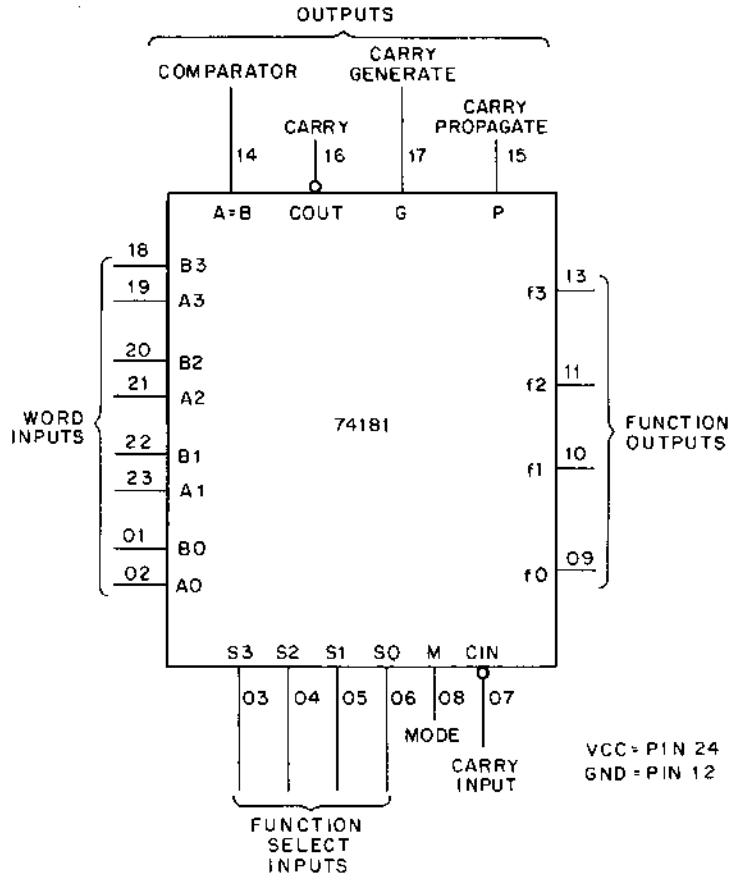 OUTPUTS
COMPARATOR
CARRY
GENERATE
CARRY
CARRY
PROPAGATE
14
16
17
15
A=B
COUT
G
P
18
B3
19
A3
20
B2
21
A2
22
B1
23
A1
01
B0
02
A0
WORD
INPUTS
74181
f3
13
f2
11
f1
10
f0
09
FUNCTION
OUTPUTS
S3
S2
S1
S0
M
CIN
03
04
05
06
08
07
MODE
CARRY
INPUT
FUNCTION
SELECT
INPUTS
VCC = PIN 24
GND = PIN 12